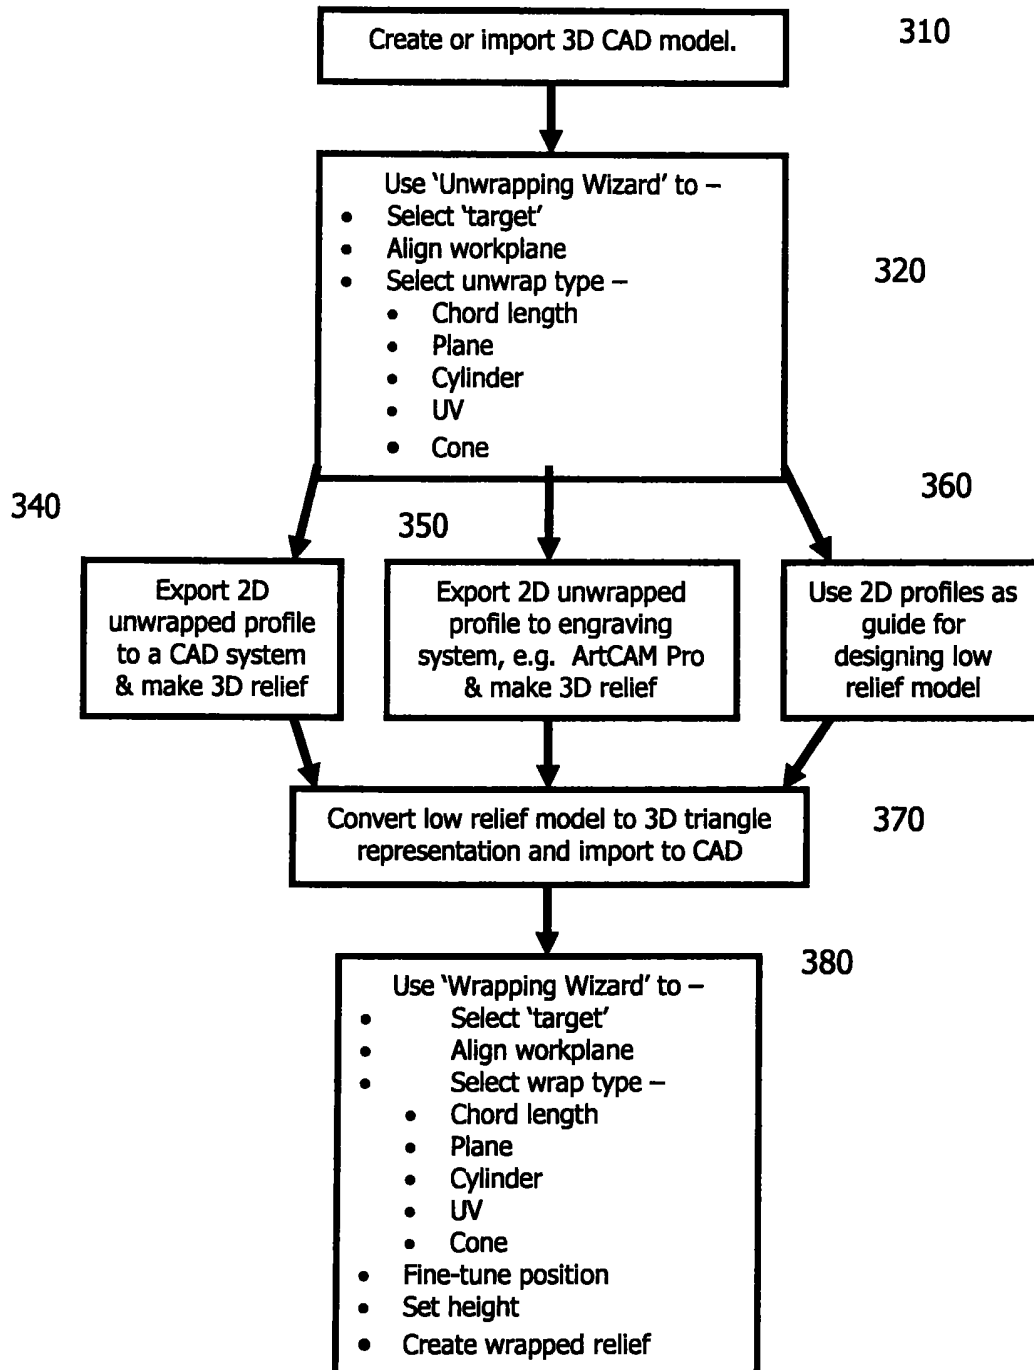 Create or import 3D CAD model.
310
Use ‘Unwrapping Wizard’ to –
• Select ‘target’
• Align workplane
• Select unwrap type –
• Chord length
• Plane
• Cylinder
• UV
• Cone
320
340
350
360
Export 2D
unwrapped profile
to a CAD system
& make 3D relief
Export 2D unwrapped
profile to engraving
system, e.g. ArtCAM Pro
& make 3D relief
Use 2D profiles as
guide for
designing low
relief model
Convert low relief model to 3D triangle
representation and import to CAD
370
380
Use ‘Wrapping Wizard’ to –
• Select ‘target’
• Align workplane
• Select wrap type –
• Chord length
• Plane
• Cylinder
• UV
• Cone
• Fine-tune position
• Set height
• Create wrapped relief